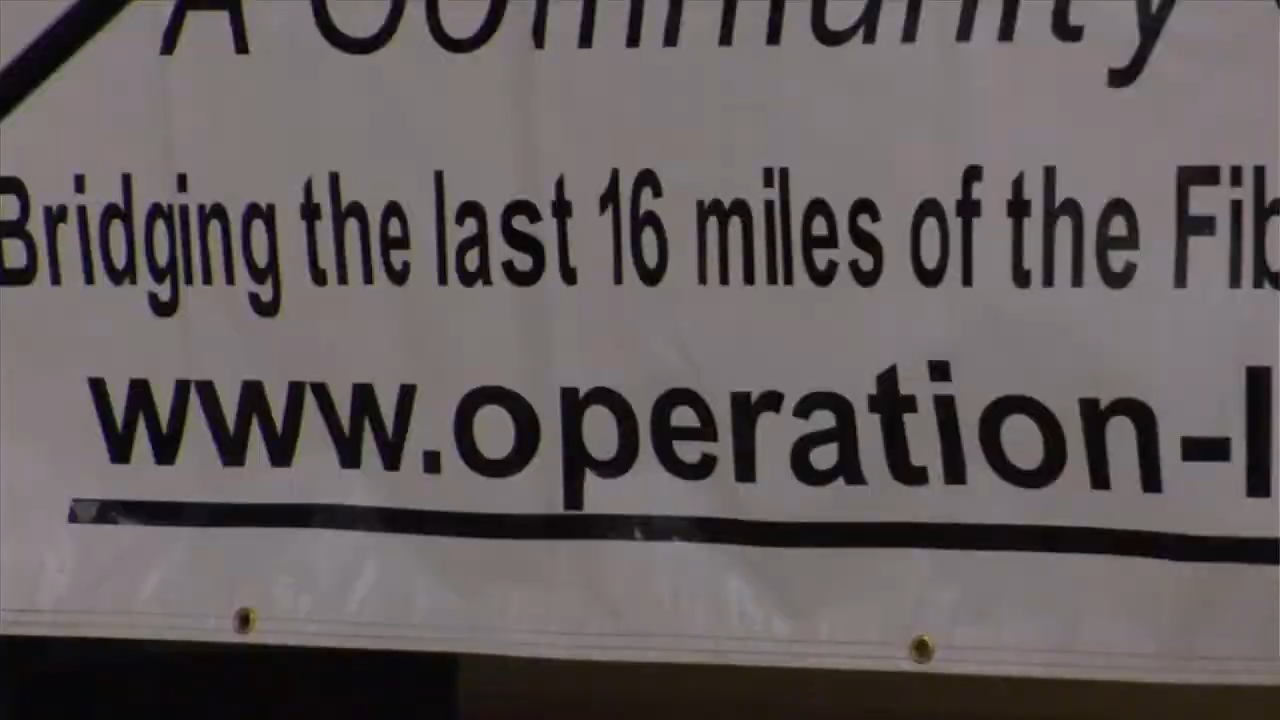 A Community
Bridging the last 16 miles of the Fib
www.operation-l